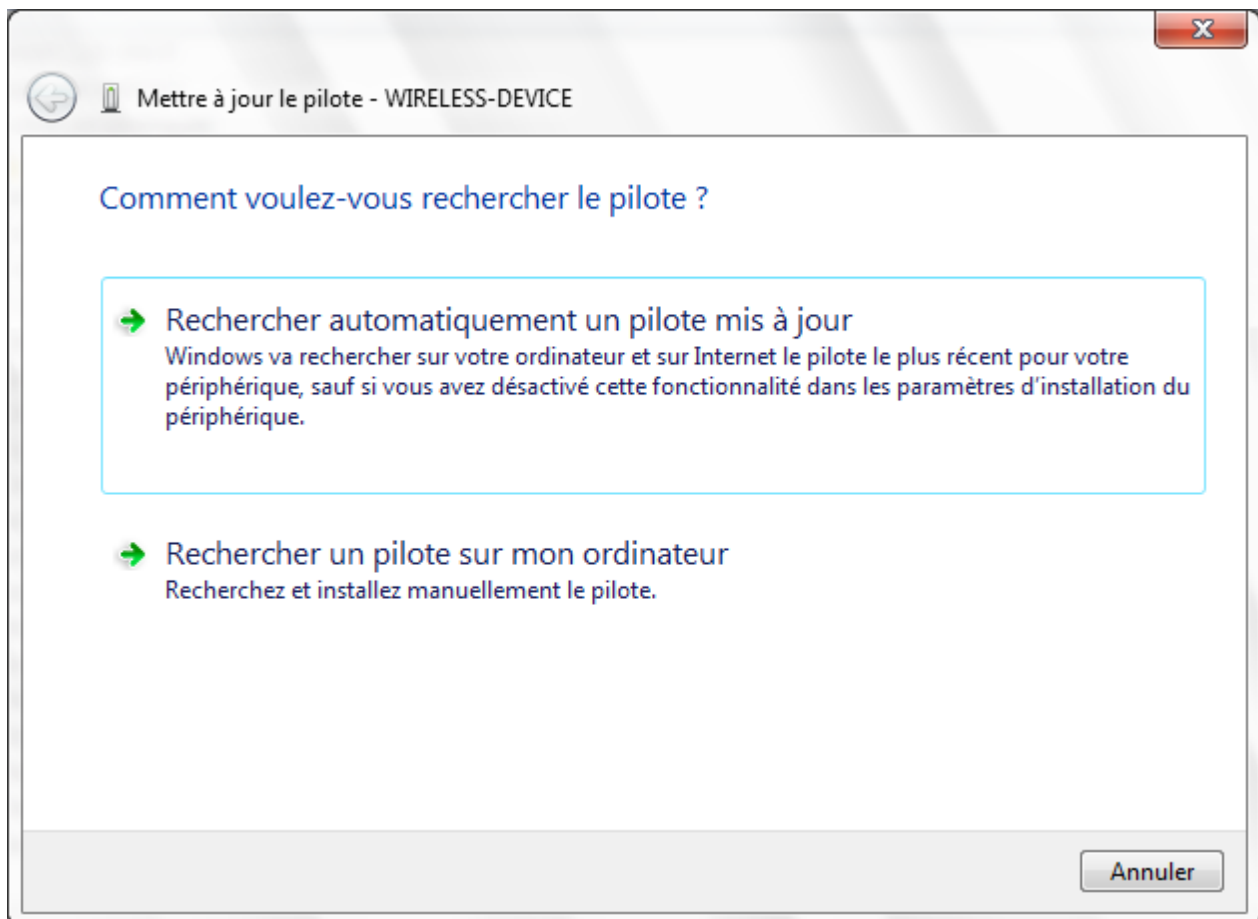 Mettre à jour le pilote - WIRELESS-DEVICE
Comment voulez-vous rechercher le pilote ?
Rechercher automatiquement un pilote mis à jour
Windows va rechercher sur votre ordinateur et sur Internet le pilote le plus récent pour votre
périphérique, sauf si vous avez désactivé cette fonctionnalité dans les paramètres d'installation du
périphérique.
Rechercher un pilote sur mon ordinateur
Recherchez et installez manuellement le pilote.
Annuler